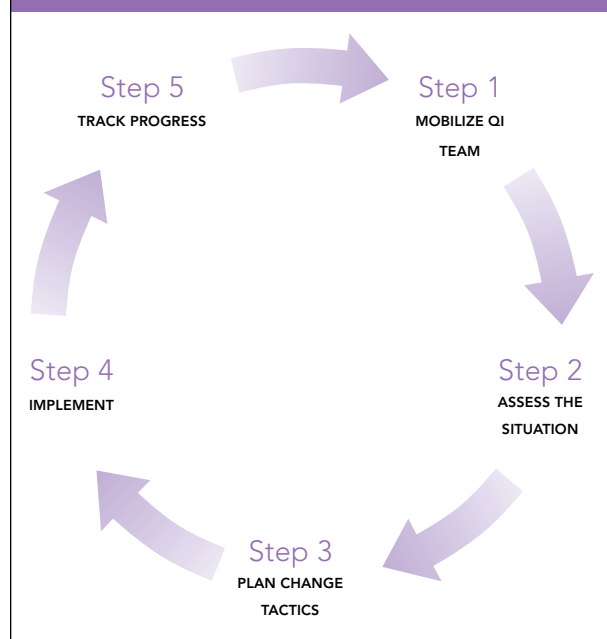 Step 1
MOBILIZE QI
TEAM
Step 2
ASSESS THE
SITUATION
Step 3
PLAN CHANGE
TACTICS
Step 4
IMPLEMENT
Step 5
TRACK PROGRESS